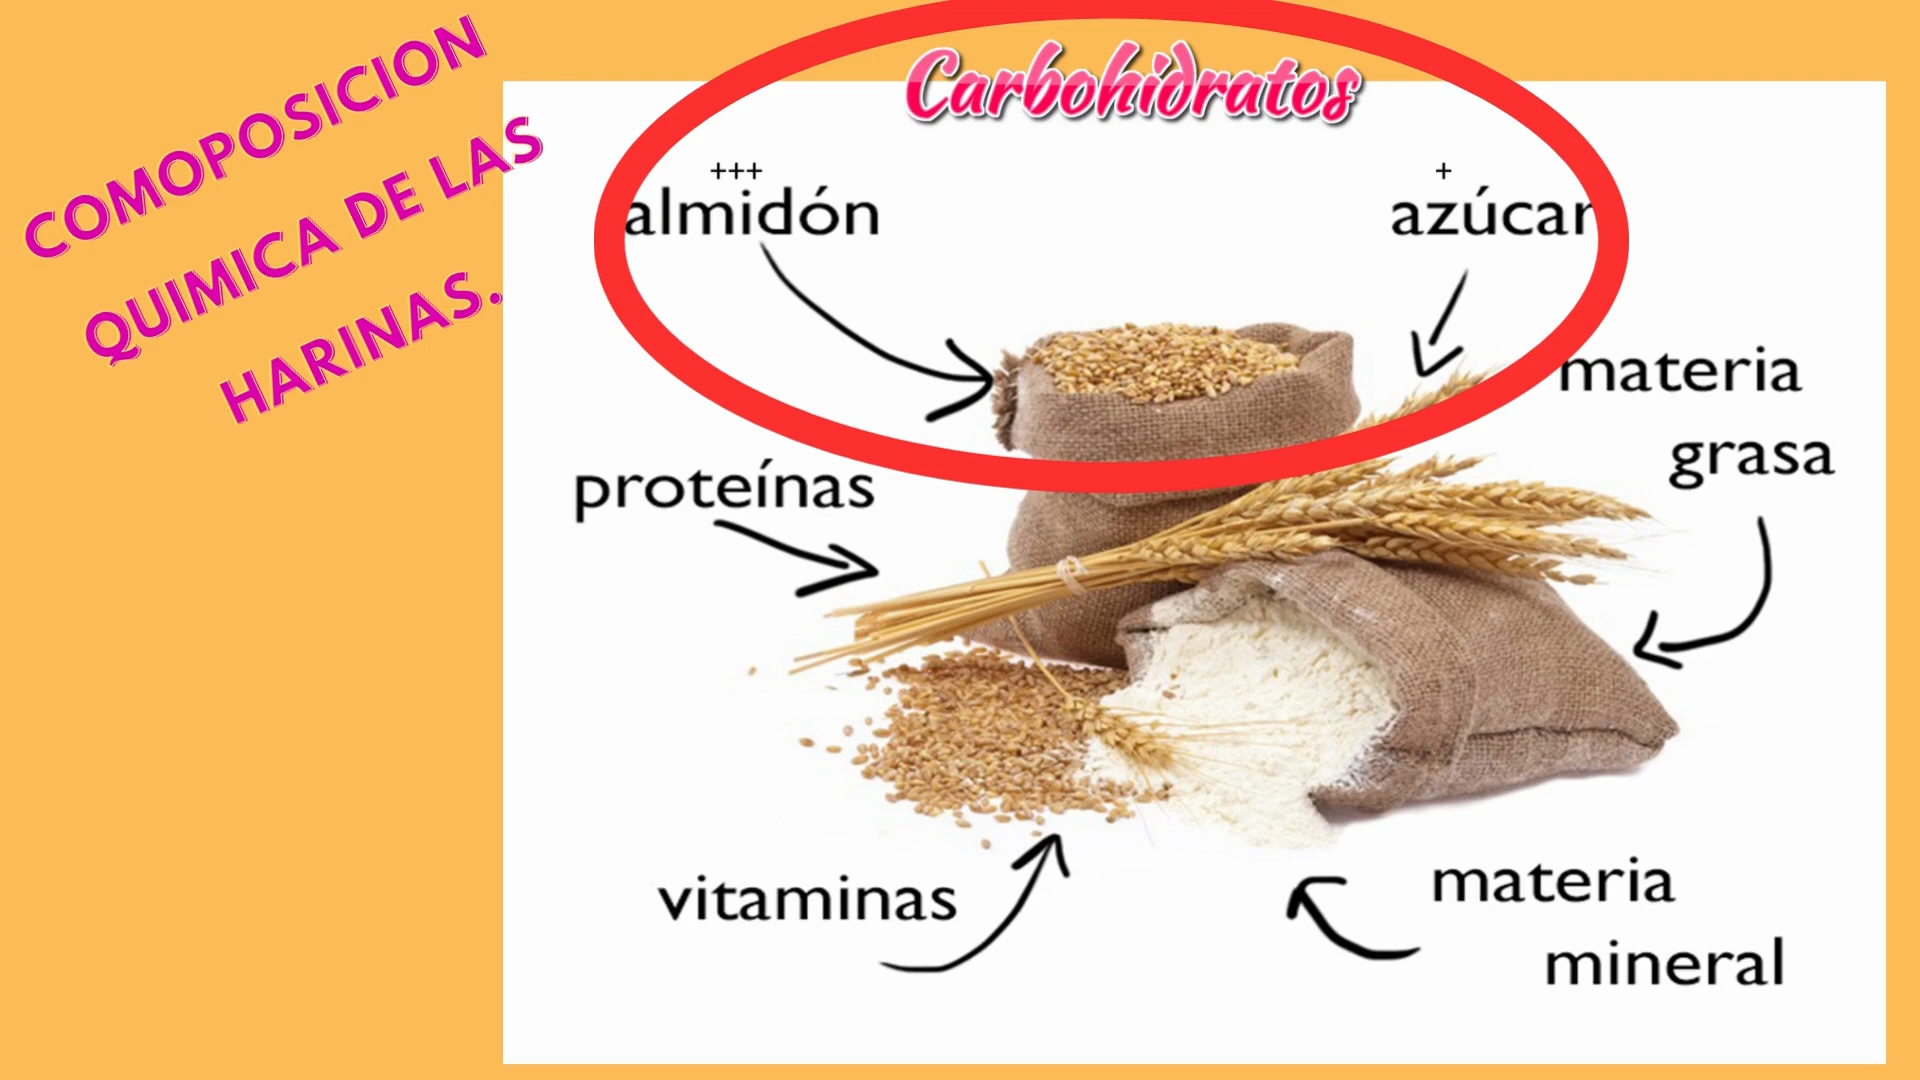 COMOPOSICION
QUIMICA DE LAS
HARINAS.
Carbohidratos
+++
almidón
+
azúcar
materia
grasa
proteínas
vitaminas
materia
mineral